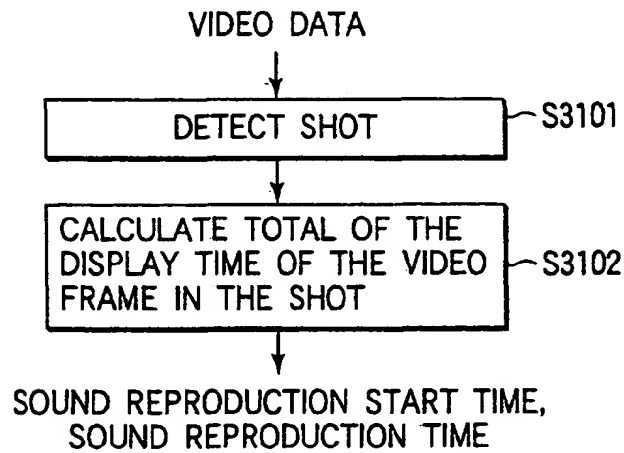 VIDEO DATA
DETECT SHOT
S3101
CALCULATE TOTAL OF THE
DISPLAY TIME OF THE VIDEO
FRAME IN THE SHOT
S3102
SOUND REPRODUCTION START TIME,
SOUND REPRODUCTION TIME